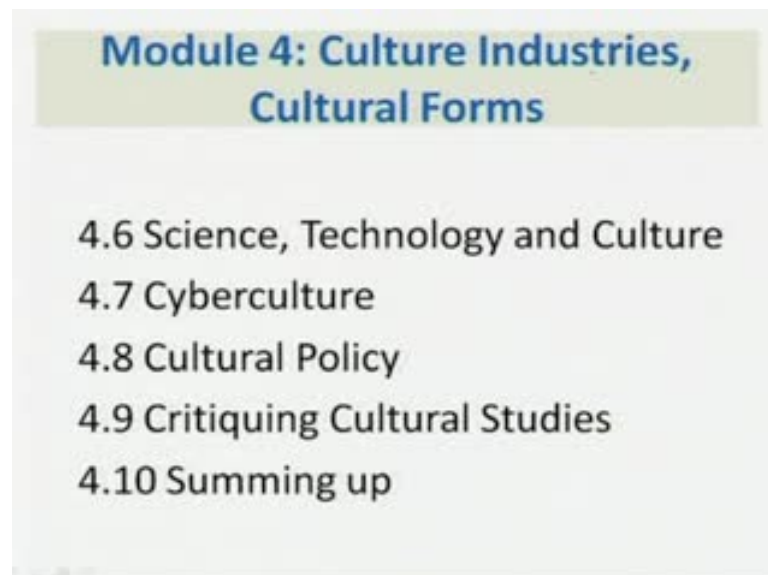 Module 4: Culture Industries,
Cultural Forms
4.6 Science, Technology and Culture
4.7 Cyberculture
4.8 Cultural Policy
4.9 Critiquing Cultural Studies
4.10 Summing up